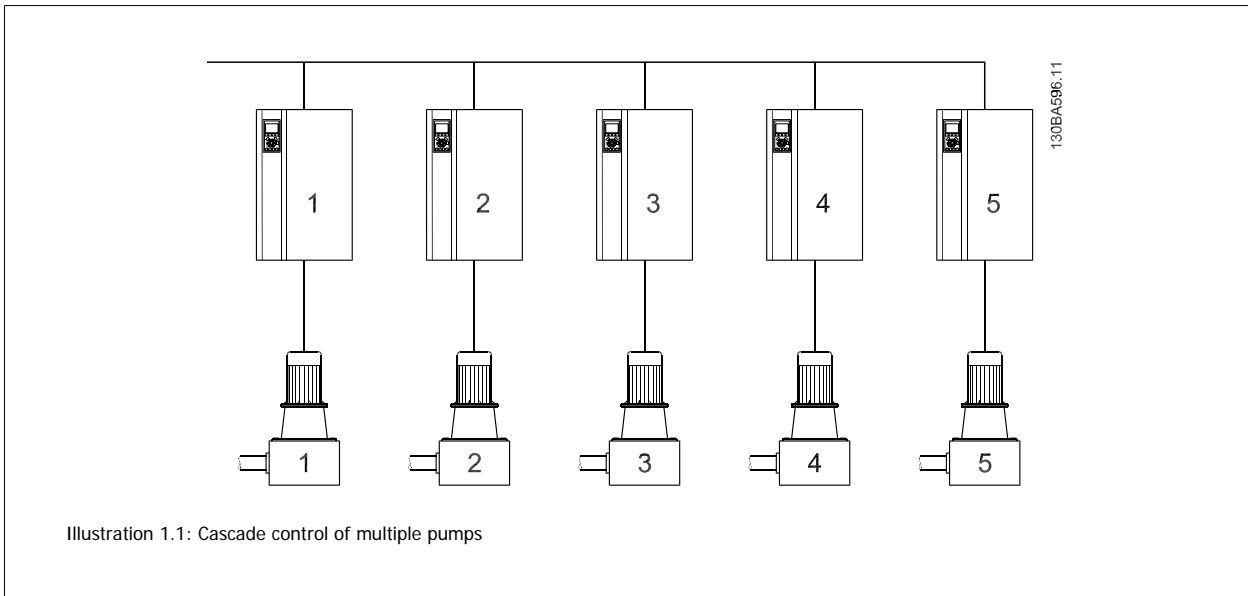 130BA596.11
1 2 3 4 5
1 2 3 4 5
Illustration 1.1: Cascade control of multiple pumps